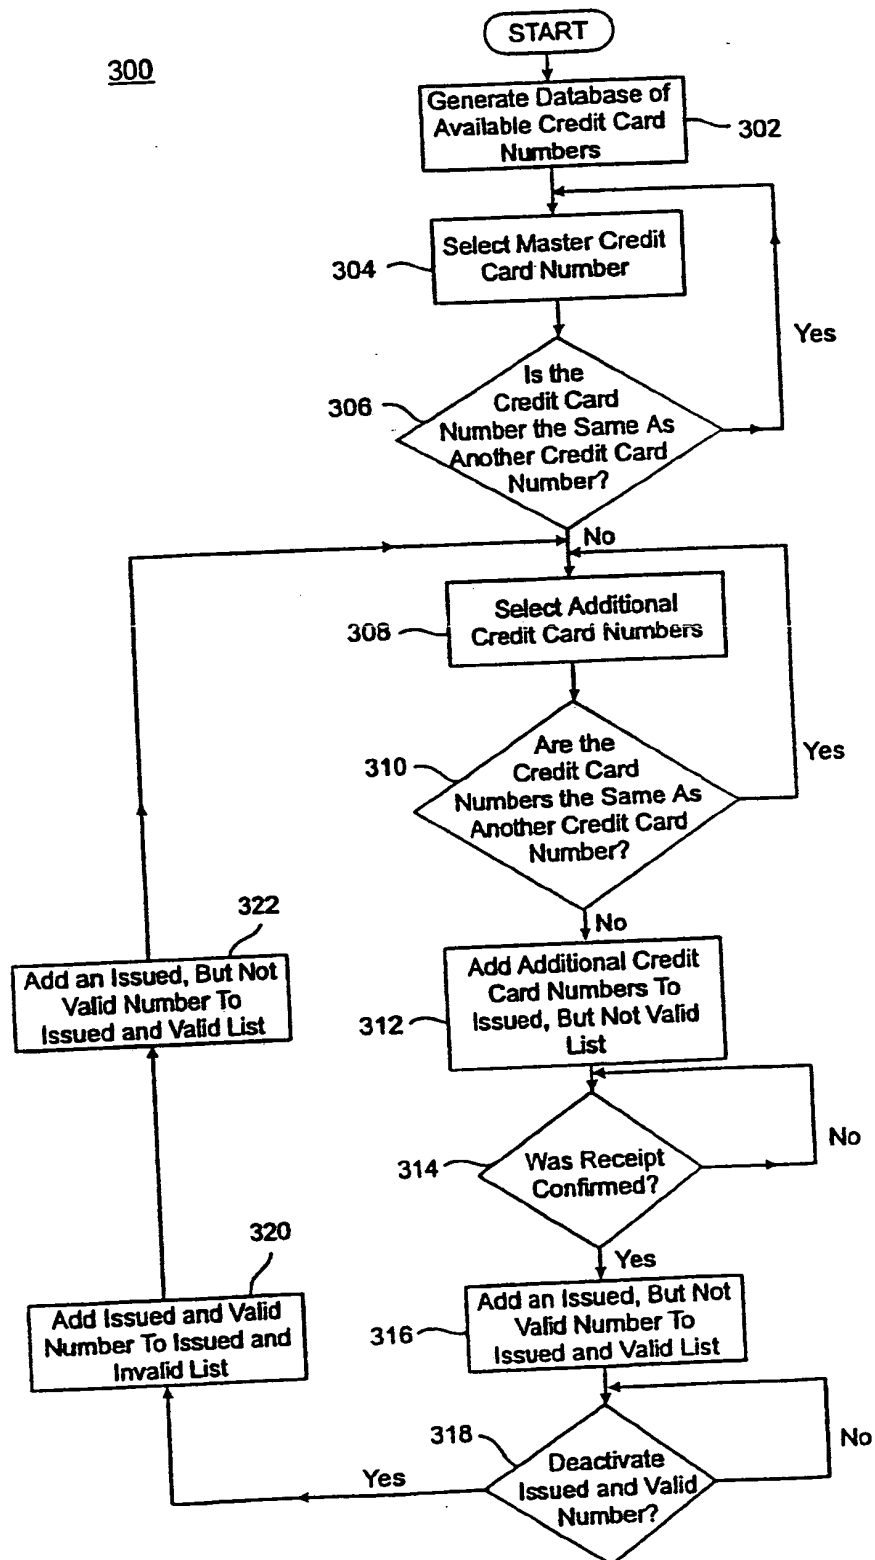 START
300
Generate Database of
Available Credit Card
Numbers
302
Select Master Credit
Card Number
304
Yes
Is the
Credit Card
Number the Same As
Another Credit Card
Number?
306
No
Select Additional
Credit Card Numbers
308
Are the
Credit Card
Numbers the Same As
Another Credit Card
Number?
310
Yes
No
322
Add an Issued, But Not
Valid Number To
Issued and Valid List
Add Additional Credit
Card Numbers To
Issued, But Not Valid
List
312
No
Was Receipt
Confirmed?
314
Yes
320
Add Issued and Valid
Number To Issued and
Invalid List
Add an Issued, But Not
Valid Number To
Issued and Valid List
316
318
No
Yes
Deactivate
Issued and Valid
Number?